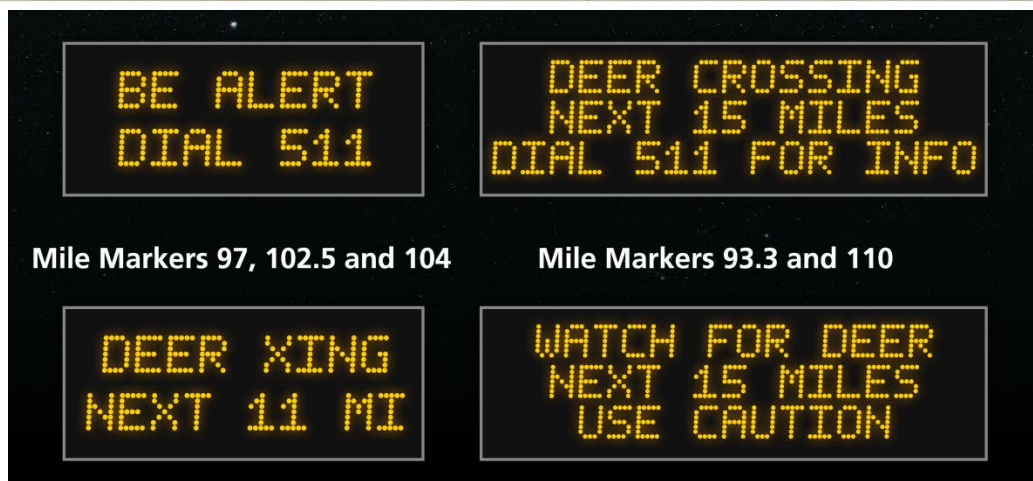 BE ALERT
DIAL 511
DEER CROSSING
NEXT 15 MILES
DIAL 511 FOR INFO
Mile Markers 97, 102.5 and 104
Mile Markers 93.3 and 110
DEER XING
NEXT 11 MI
WATCH FOR DEER
NEXT 15 MILES
USE CAUTION